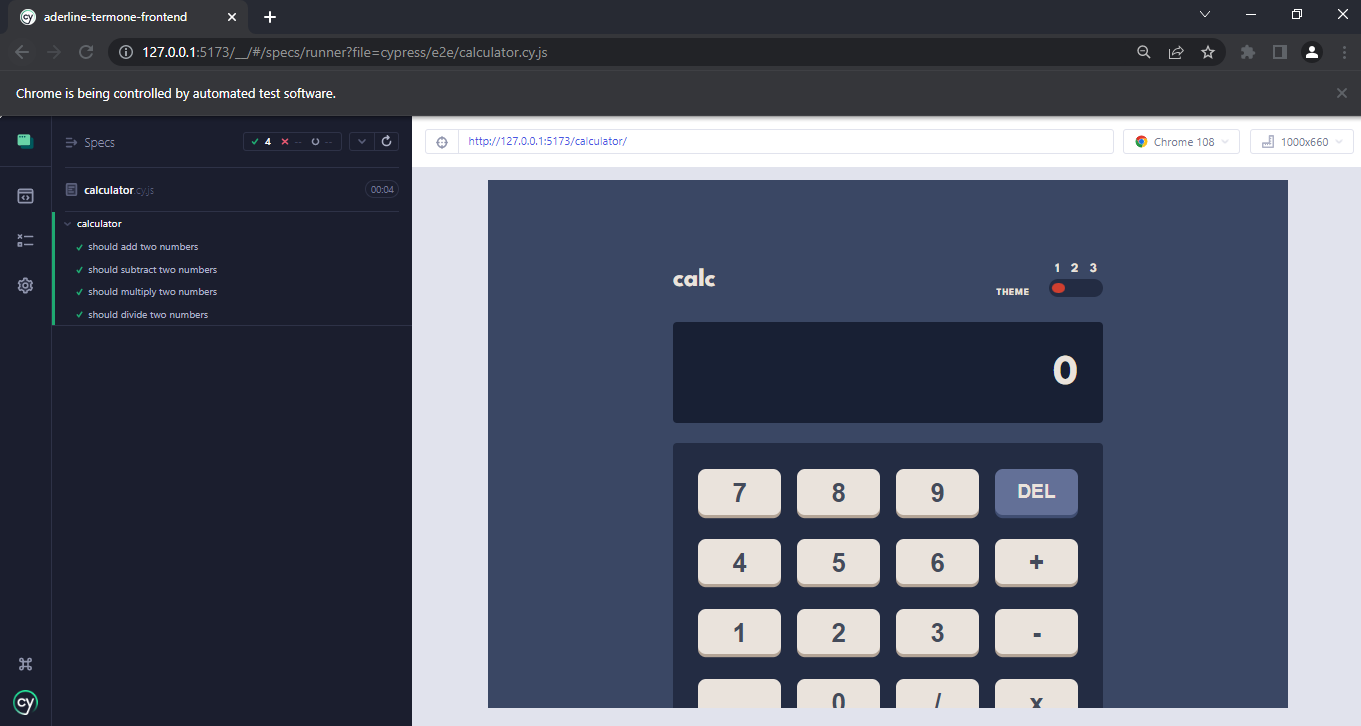 cy aderline-termone-frontend
127.0.0.1:5173/__/#/specs/runner?file=cypress/e2e/calculator.cy.js
Chrome is being controlled by automated test software.
Specs
4 -- --
calculator.cy.js 00:04
calculator
should add two numbers
should subtract two numbers
should multiply two numbers
should divide two numbers
cy
http://127.0.0.1:5173/calculator/ Chrome 108 1000x660
calc
1 2 3
THEME
0
7 8 9 DEL
4 5 6 +
1 2 3 -
0 / x